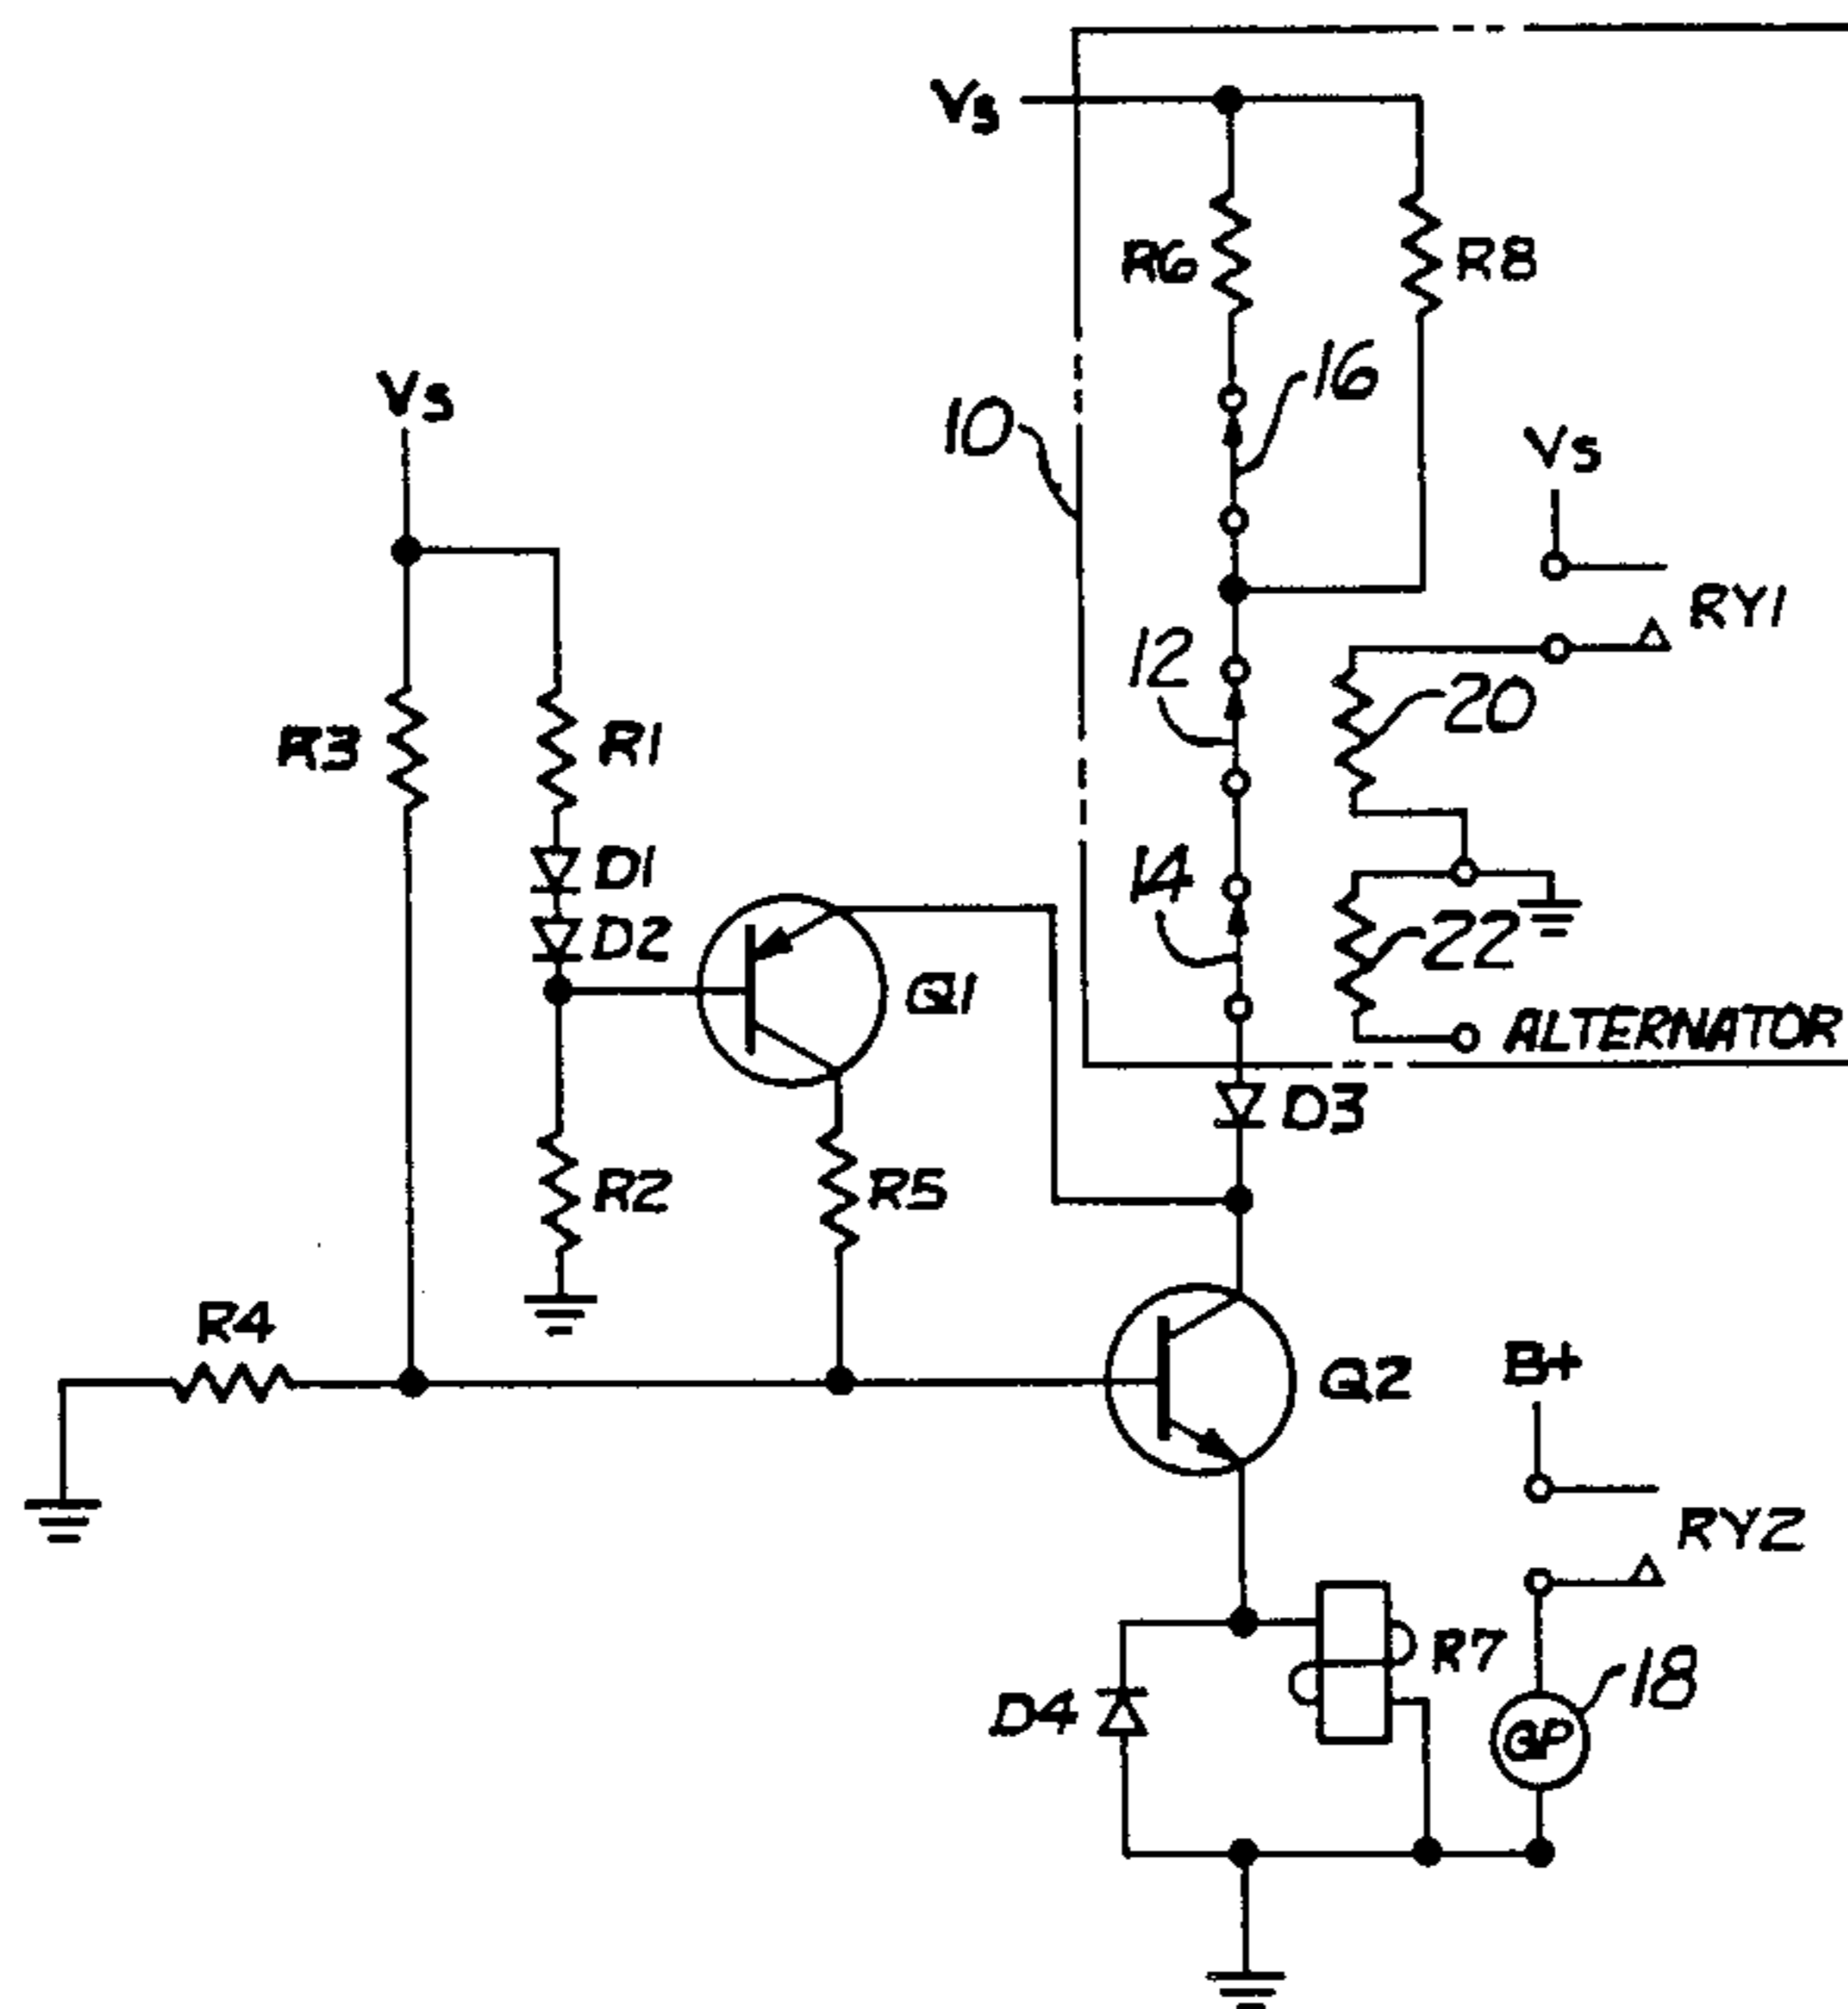 Vs
R6
R8
16
Vs
10
Vs
RY1
12
20
R3
R1
D1
14
D2
22
Q1
ALTERNATOR
D3
R2
R5
R4
B+
Q2
RY2
R7
18
D4
GP